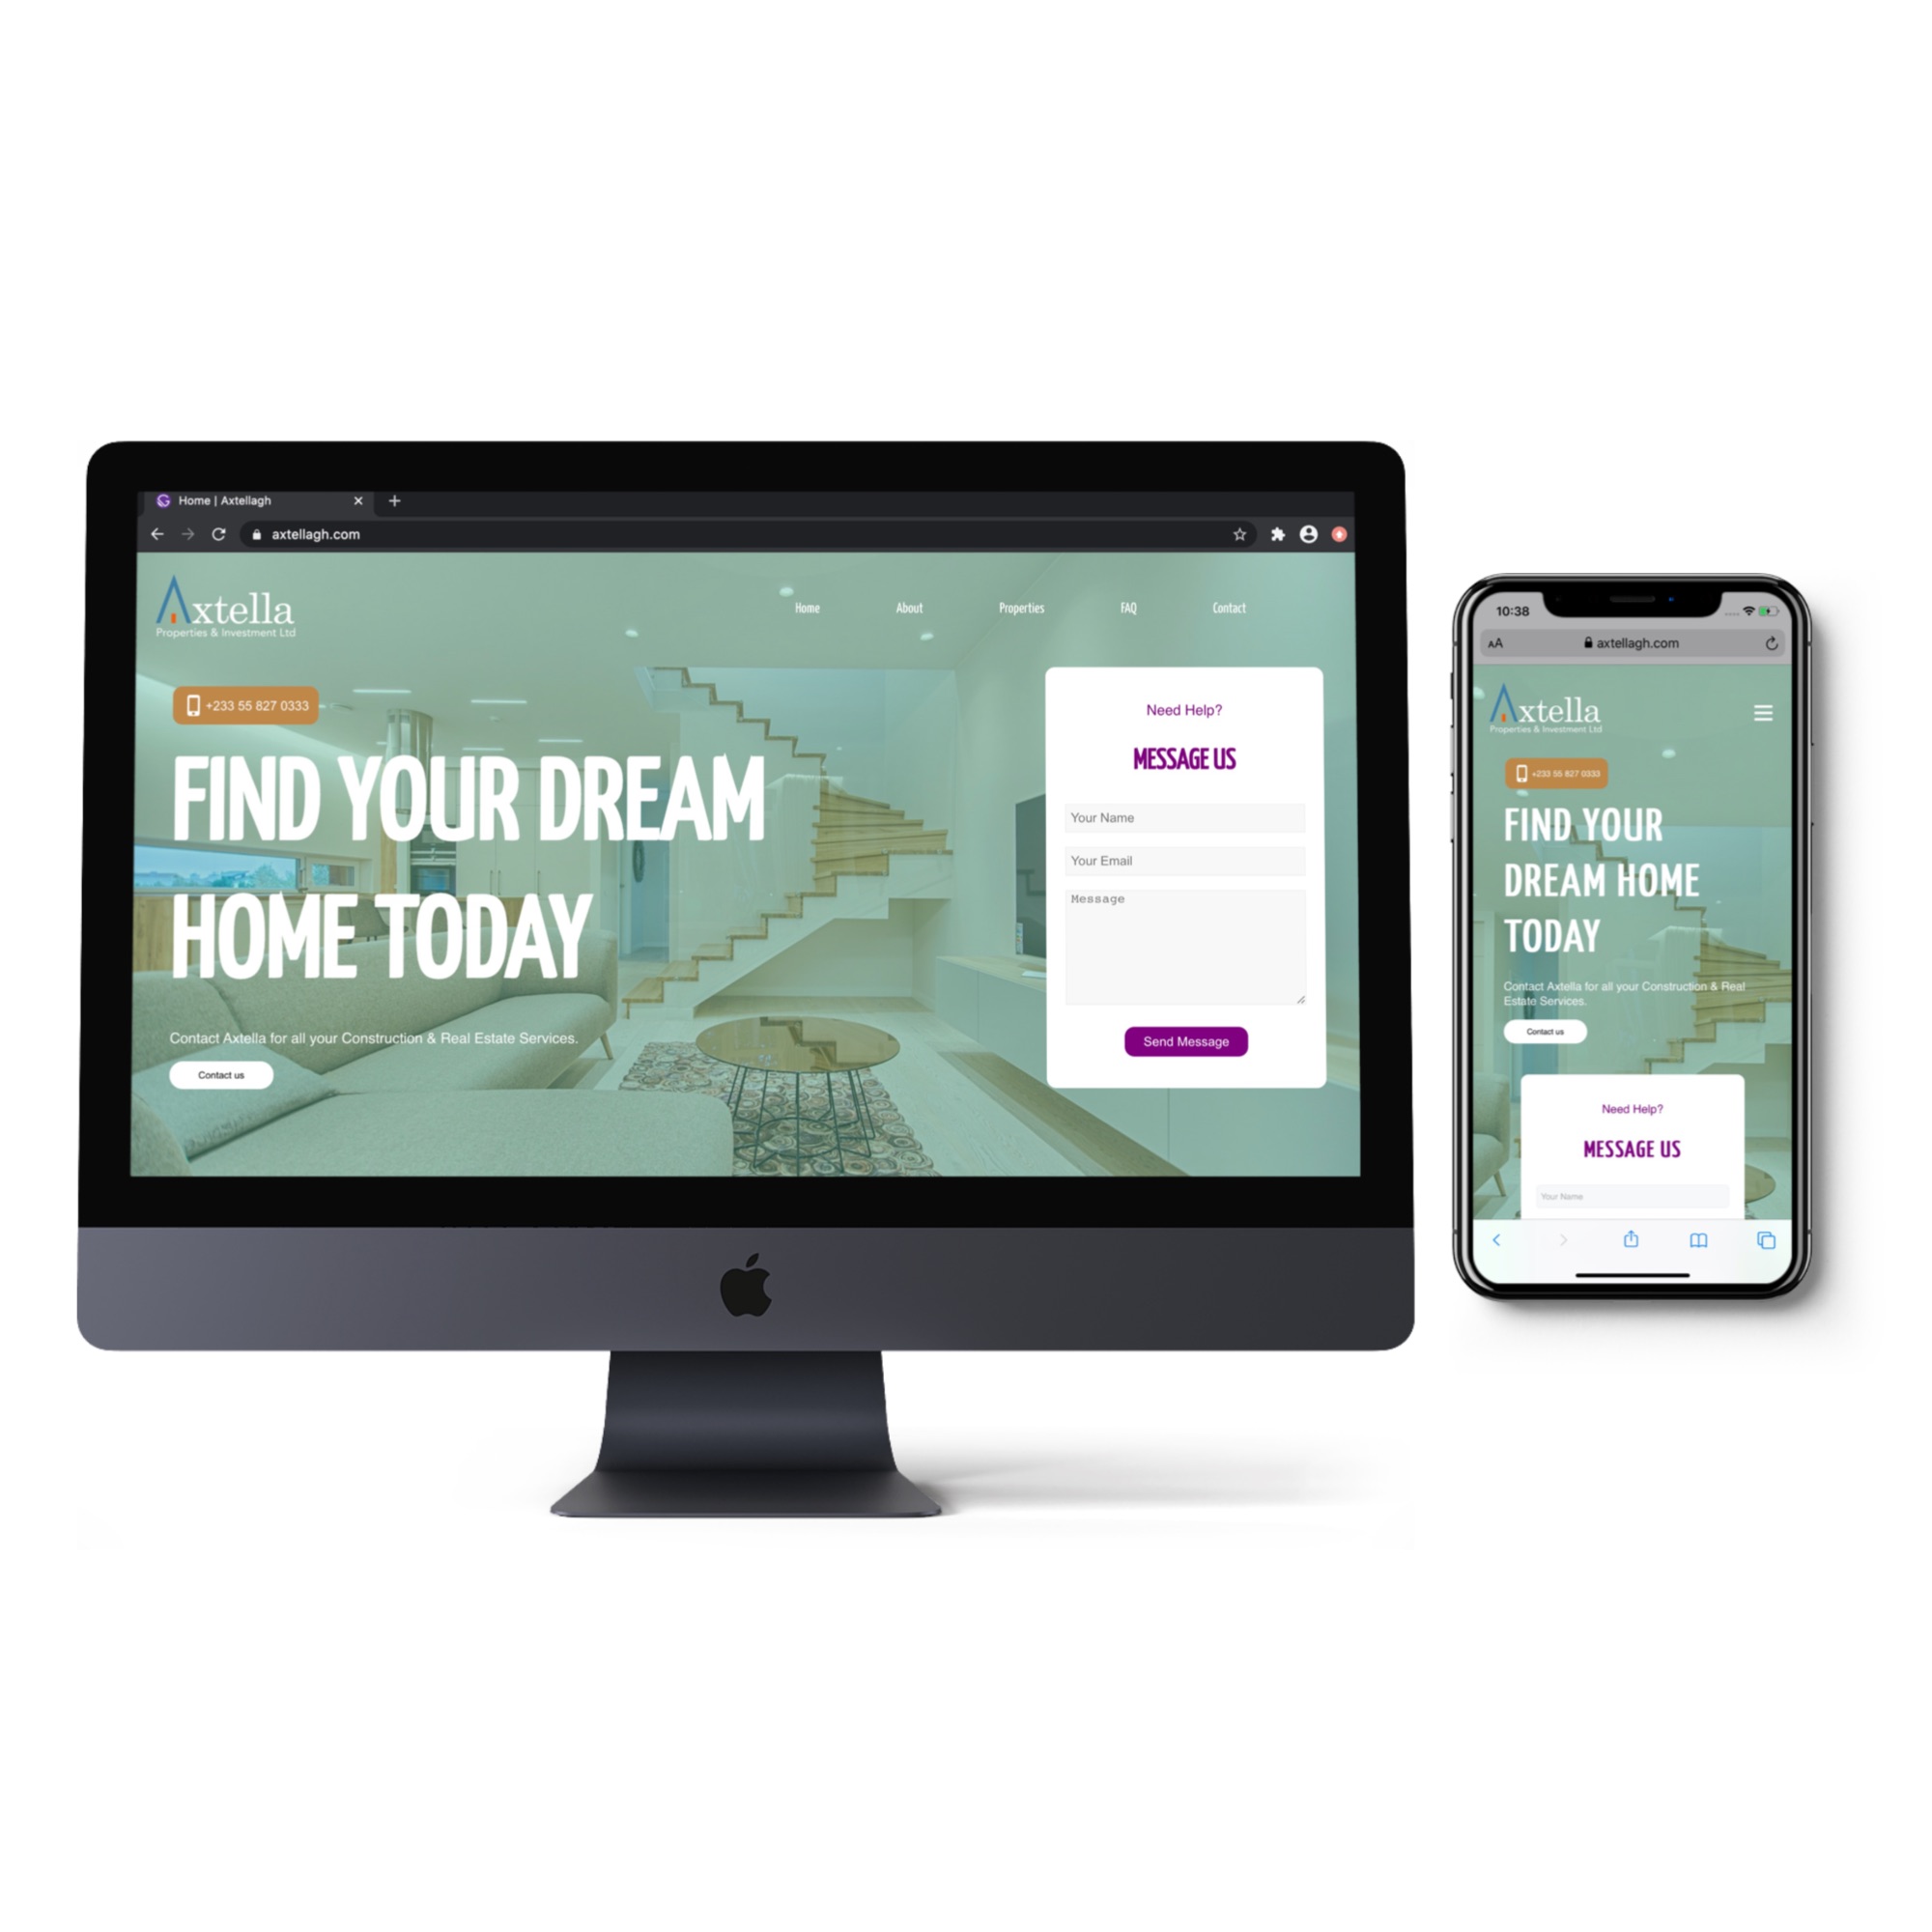 Home | Axtellagh
axtellagh.com
Axtella
Properties & Investment Ltd
Home About Properties FAQ Contact
+233 55 827 0333
FIND YOUR DREAM
HOME TODAY
Contact Axtella for all your Construction & Real Estate Services.
Contact us
Need Help?
MESSAGE US
Your Name
Your Email
Message
Send Message
10:38
AA axtellagh.com
Axtella
Properties & Investment Ltd
+233 55 827 0333
FIND YOUR
DREAM HOME
TODAY
Contact Axtella for all your Construction & Real
Estate Services.
Contact us
Need Help?
MESSAGE US
Your Name